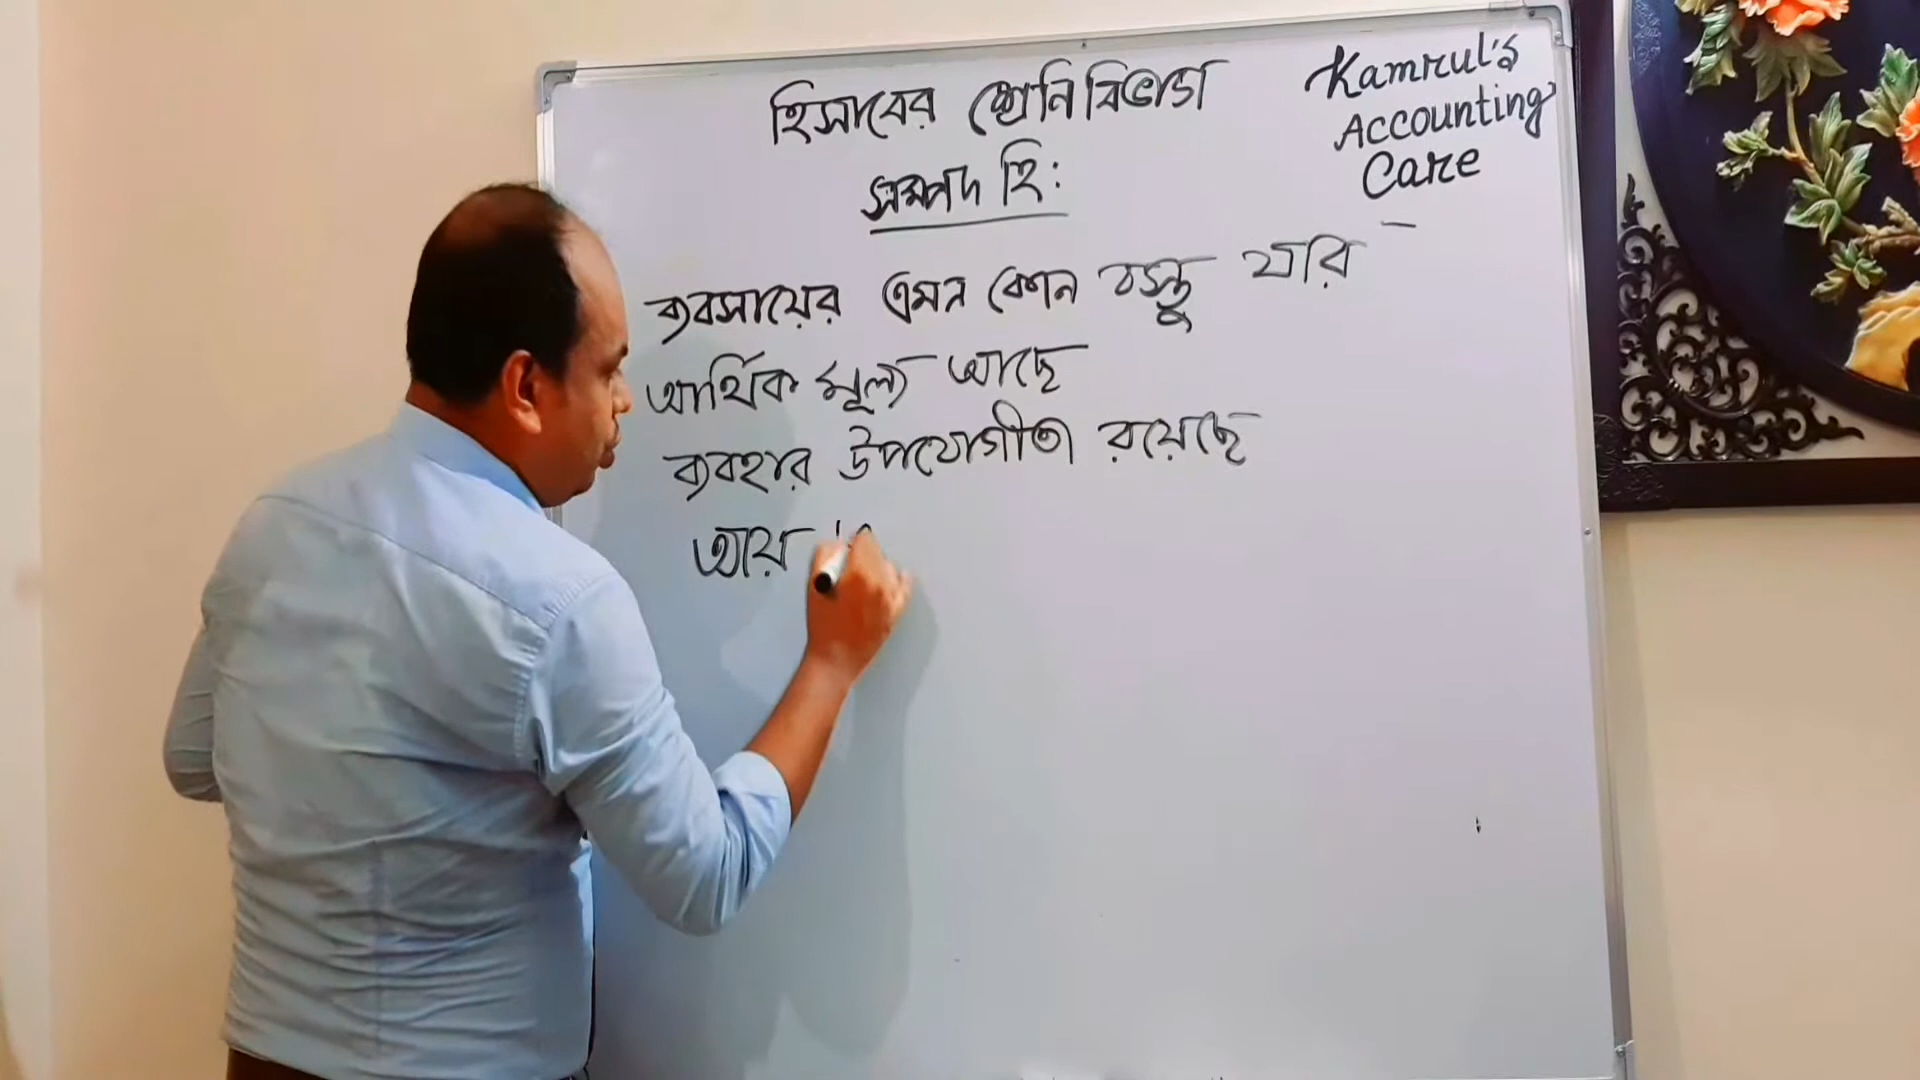 হিসাবের শ্রেনি বিভাগ
সম্পদ হি:
Kamrul's
Accounting
Care
ব্যবসায়ের এমন কোন বস্তু যার
আর্থিক মূল্য আছে
ব্যবহার উপযোগীতা রয়েছে
আয়